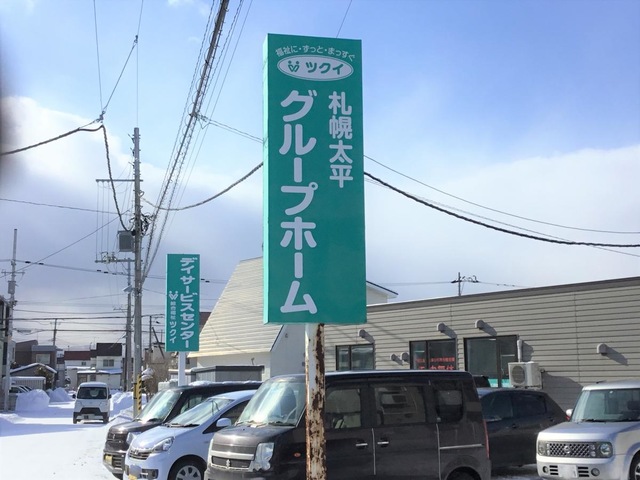 福祉に・ずっと・まっすぐ
ツクイ
札幌太平
グループホーム
デイサービスセンター
ツクイ